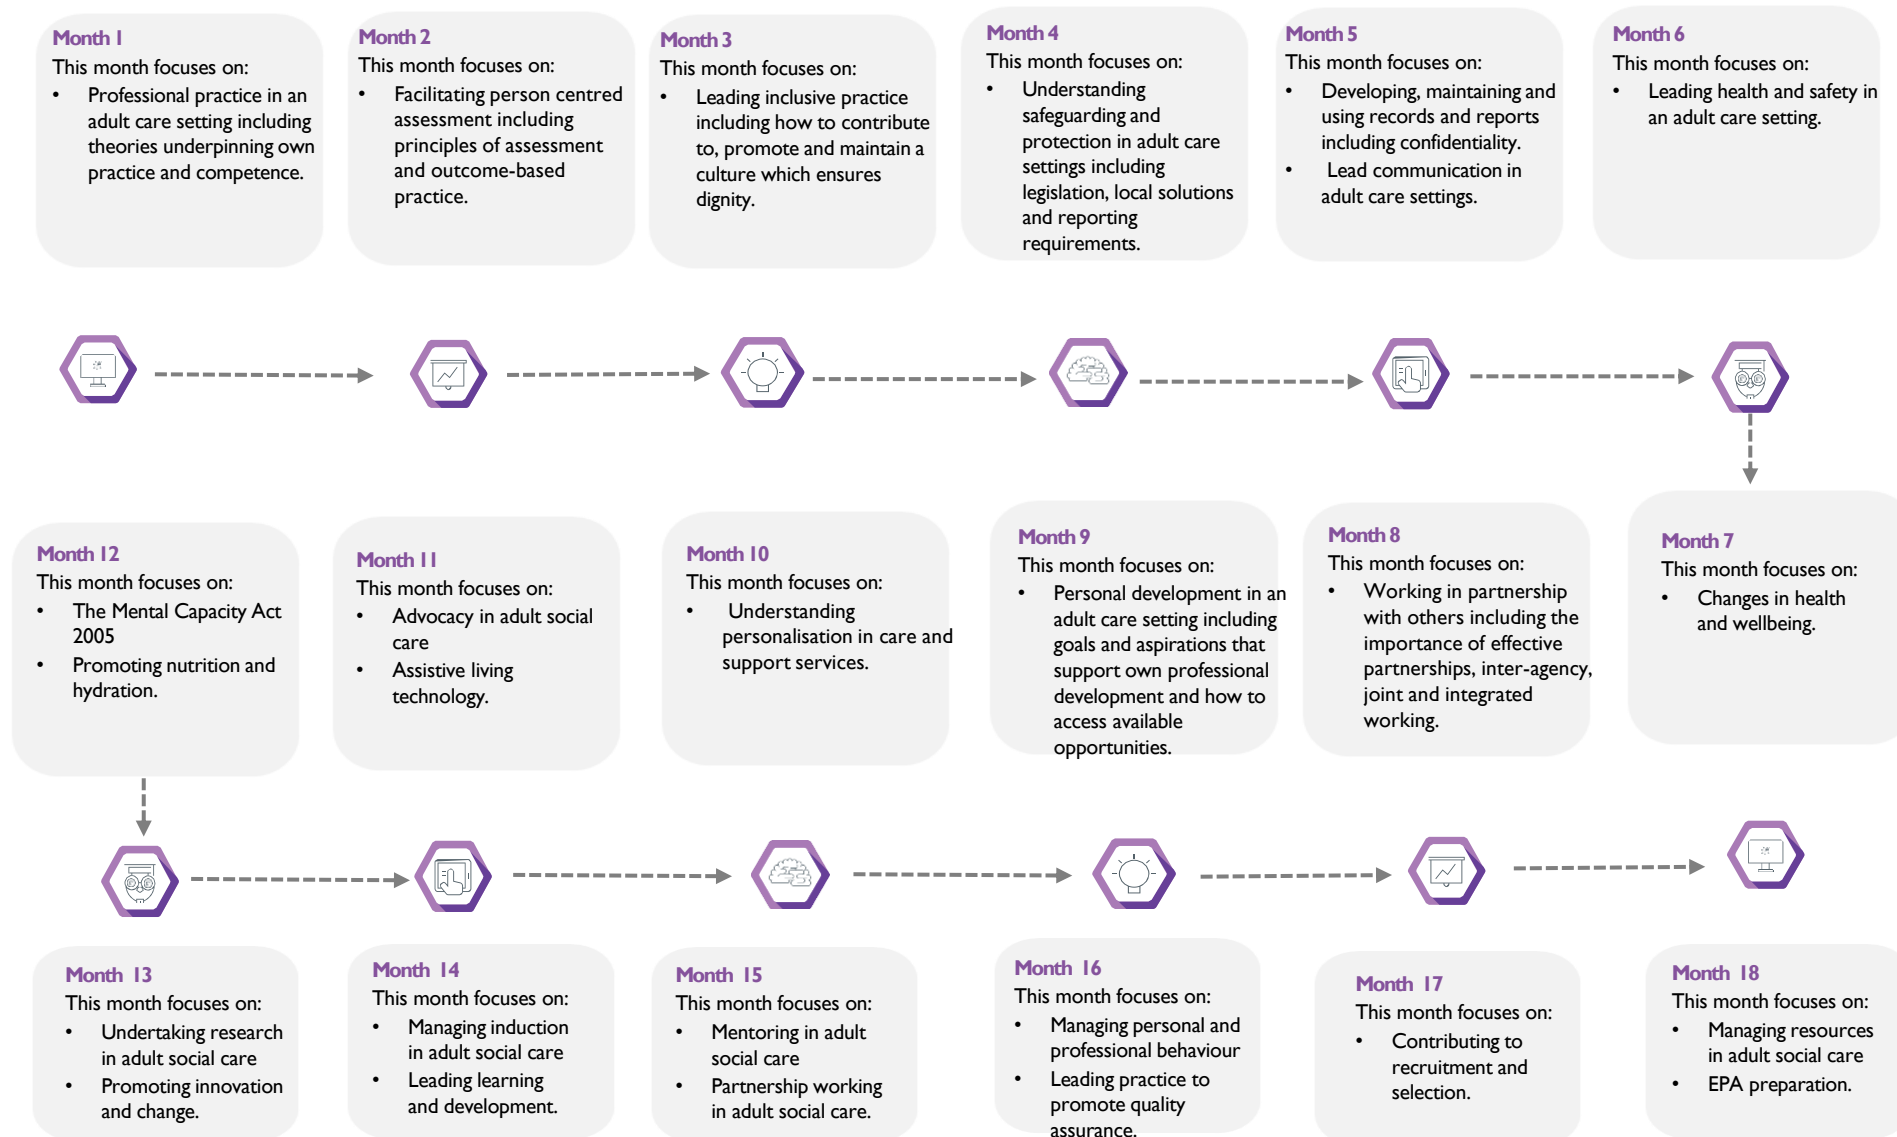 Month 1
This month focuses on:
• Professional practice in an
adult care setting including
theories underpinning own
practice and competence.
Month 2
This month focuses on:
• Facilitating person centred
assessment including
principles of assessment
and outcome-based
practice.
Month 3
This month focuses on:
• Leading inclusive practice
including how to contribute
to, promote and maintain a
culture which ensures
dignity.
Month 4
This month focuses on:
• Understanding
safeguarding and
protection in adult care
settings including
legislation, local solutions
and reporting
requirements.
Month 5
This month focuses on:
• Developing, maintaining and
using records and reports
including confidentiality.
• Lead communication in
adult care settings.
Month 6
This month focuses on:
• Leading health and safety in
an adult care setting.
Month 7
This month focuses on:
• Changes in health
and wellbeing.
Month 8
This month focuses on:
• Working in partnership
with others including the
importance of effective
partnerships, inter-agency,
joint and integrated
working.
Month 9
This month focuses on:
• Personal development in an
adult care setting including
goals and aspirations that
support own professional
development and how to
access available
opportunities.
Month 10
This month focuses on:
• Understanding
personalisation in care and
support services.
Month 11
This month focuses on:
• Advocacy in adult social
care
• Assistive living
technology.
Month 12
This month focuses on:
• The Mental Capacity Act
2005
• Promoting nutrition and
hydration.
Month 13
This month focuses on:
• Undertaking research
in adult social care
• Promoting innovation
and change.
Month 14
This month focuses on:
• Managing induction
in adult social care
• Leading learning
and development.
Month 15
This month focuses on:
• Mentoring in adult
social care
• Partnership working
in adult social care.
Month 16
This month focuses on:
• Managing personal and
professional behaviour
• Leading practice to
promote quality
assurance.
Month 17
This month focuses on:
• Contributing to
recruitment and
selection.
Month 18
This month focuses on:
• Managing resources
in adult social care
• EPA preparation.